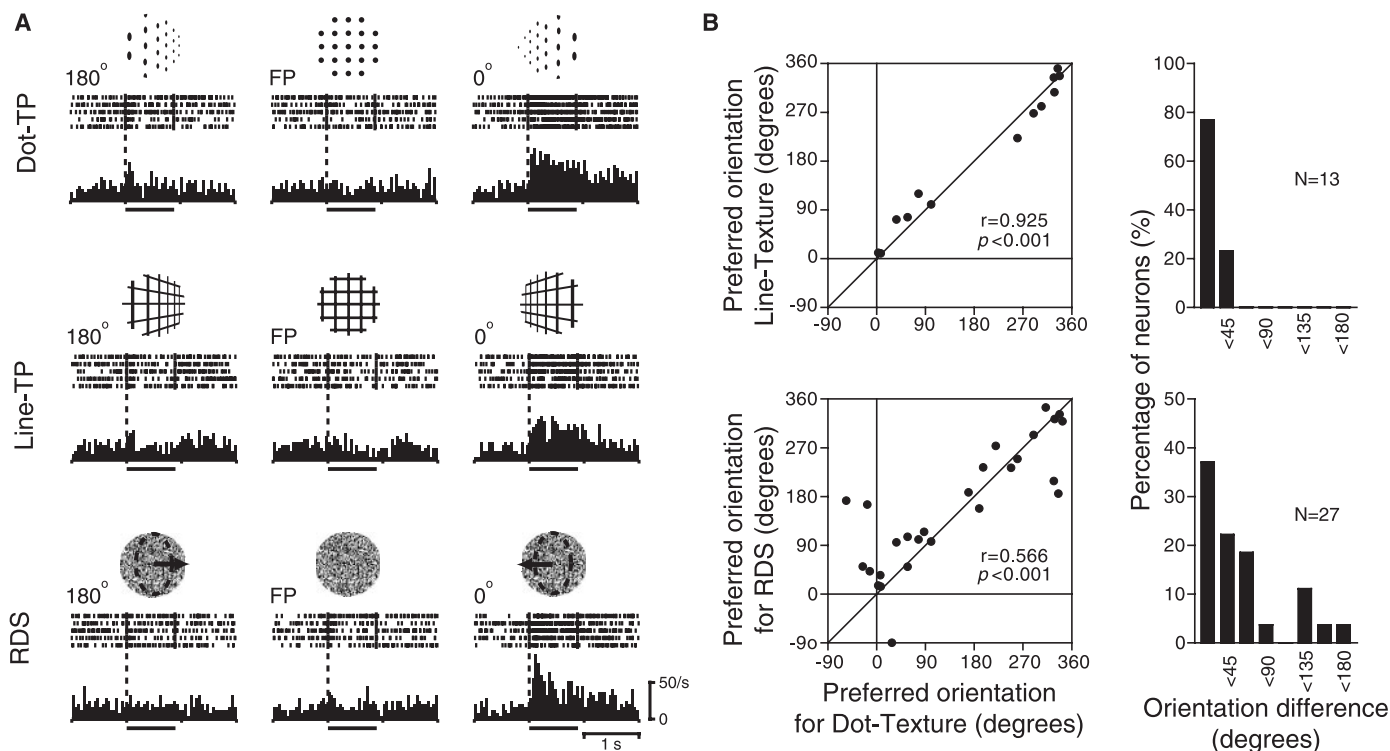 A
Dot-TP
180°
FP
0°
Line-TP
180°
FP
0°
RDS
180°
FP
0°
50/s
0
1 s
B
Preferred orientation
Line-Texture (degrees)
360
270
180
90
0
-90
r=0.925
p<0.001
-90 0 90 180 270 360
Preferred orientation
for RDS (degrees)
360
270
180
90
0
-90
r=0.566
p<0.001
-90 0 90 180 270 360
Preferred orientation
for Dot-Texture (degrees)
Percentage of neurons (%)
100
80
60
40
20
0
N=13
<45 <90 <135 <180
50
40
30
20
10
0
N=27
<45 <90 <135 <180
Orientation difference
(degrees)